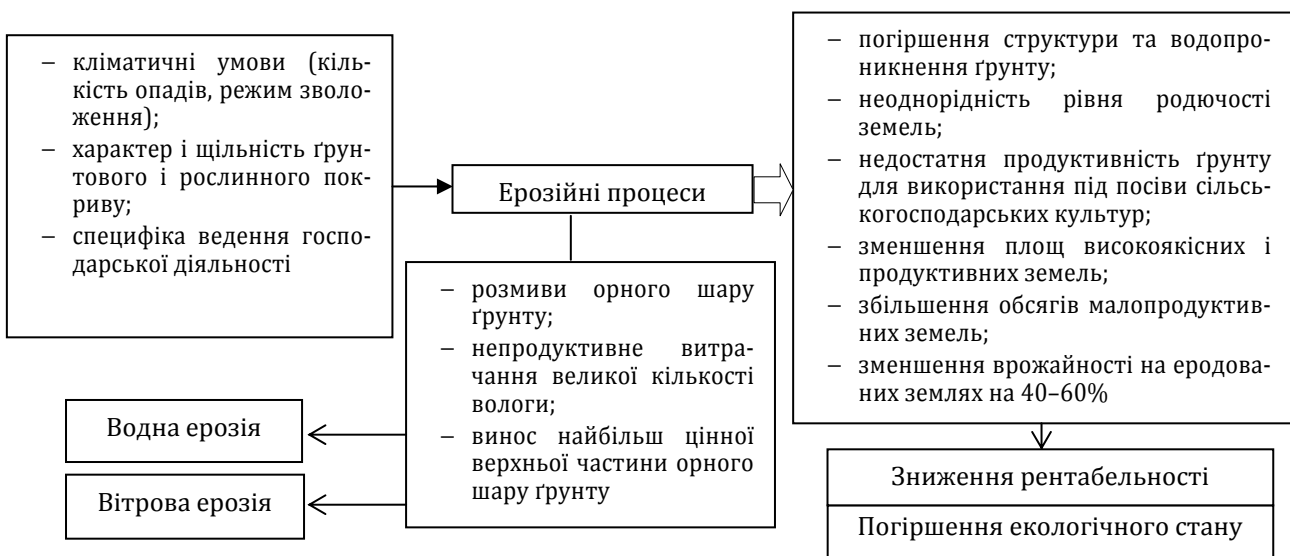 – кліматичні умови (кіль-
кість опадів, режим зволо-
ження);
– характер і щільність ґрун-
тового і рослинного пок-
риву;
– специфіка ведення госпо-
дарської діяльності
Ерозійні процеси
– розмиви орного шару
ґрунту;
– непродуктивне витра-
чання великої кількості
вологи;
– винос найбільш цінної
верхньої частини орного
шару ґрунту
Водна ерозія
Вітрова ерозія
– погіршення структури та водопро-
никнення ґрунту;
– неоднорідність рівня родючості
земель;
– недостатня продуктивність ґрунту
для використання під посіви сільсь-
когосподарських культур;
– зменшення площ високоякісних і
продуктивних земель;
– збільшення обсягів малопродуктив-
них земель;
– зменшення врожайності на еродова-
них землях на 40–60%
Зниження рентабельності
Погіршення екологічного стану